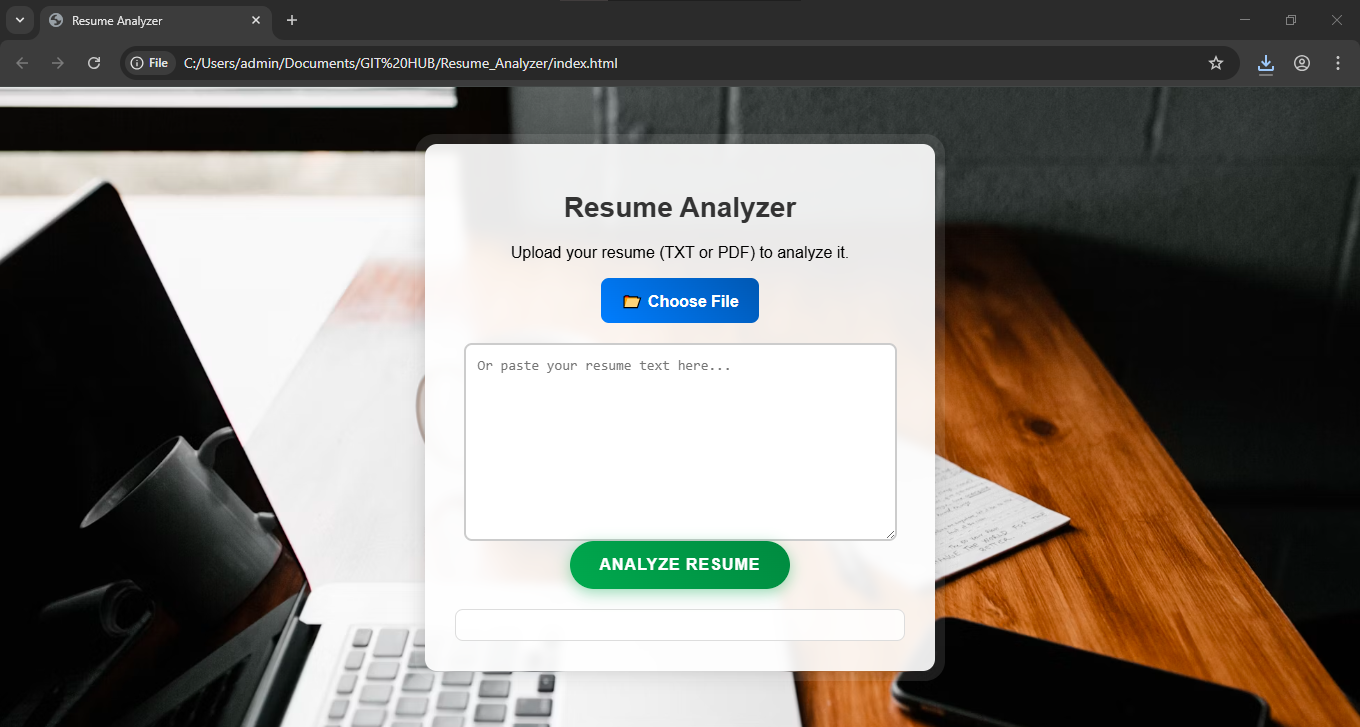 Resume Analyzer
File
C:/Users/admin/Documents/GIT%20HUB/Resume_Analyzer/index.html
Resume Analyzer
Upload your resume (TXT or PDF) to analyze it.
Choose File
Or paste your resume text here...
ANALYZE RESUME